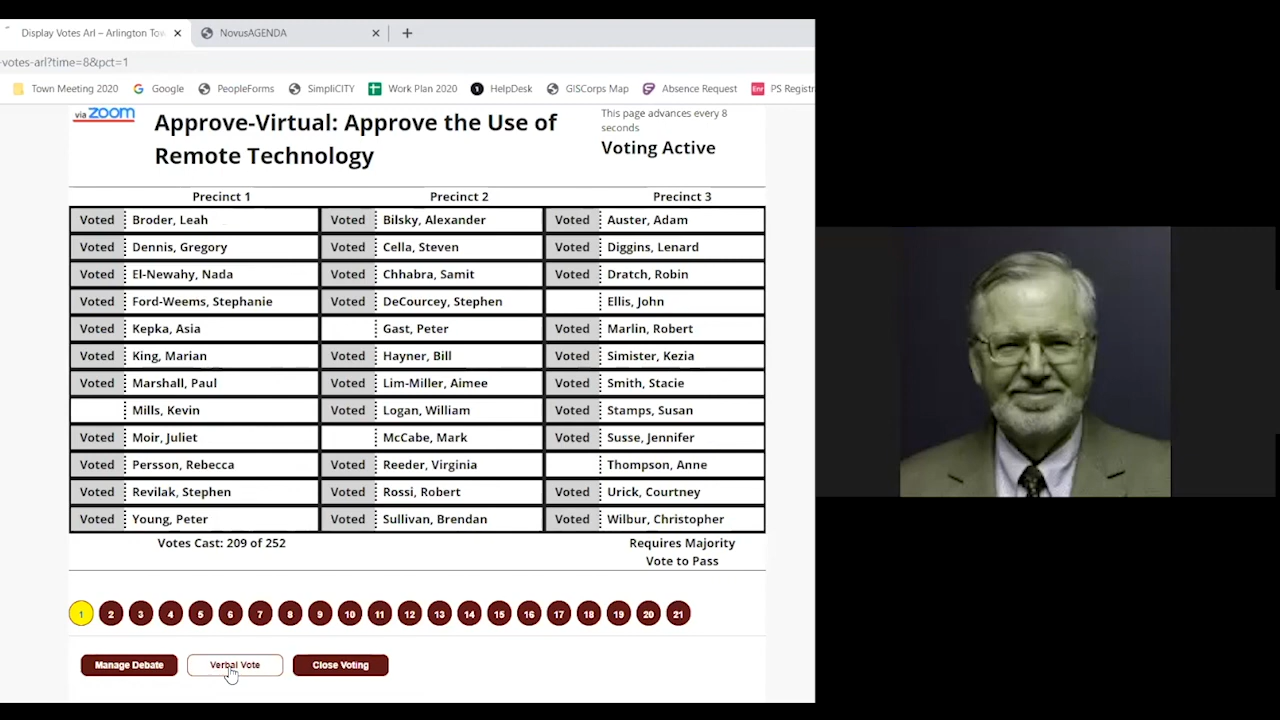 Display Votes Arl – Arlington Tow
NovusAGENDA
-votes-arl?time=8&pct=1
Town Meeting 2020 Google PeopleForms SimpliCITY Work Plan 2020 HelpDesk GISCorps Map Absence Request Enr PS Registr
via zoom
Approve-Virtual: Approve the Use of
Remote Technology
This page advances every 8
seconds
Voting Active
Precinct 1 Precinct 2 Precinct 3
Voted Broder, Leah Voted Bilsky, Alexander Voted Auster, Adam
Voted Dennis, Gregory Voted Cella, Steven Voted Diggins, Lenard
Voted El-Newahy, Nada Voted Chhabra, Samit Voted Dratch, Robin
Voted Ford-Weems, Stephanie Voted DeCourcey, Stephen Ellis, John
Voted Kepka, Asia Gast, Peter Voted Marlin, Robert
Voted King, Marian Voted Hayner, Bill Voted Simister, Kezia
Voted Marshall, Paul Voted Lim-Miller, Aimee Voted Smith, Stacie
Mills, Kevin Voted Logan, William Voted Stamps, Susan
Voted Moir, Juliet McCabe, Mark Voted Susse, Jennifer
Voted Persson, Rebecca Voted Reeder, Virginia Thompson, Anne
Voted Revilak, Stephen Voted Rossi, Robert Voted Urick, Courtney
Voted Young, Peter Voted Sullivan, Brendan Voted Wilbur, Christopher
Votes Cast: 209 of 252
Requires Majority
Vote to Pass
1 2 3 4 5 6 7 8 9 10 11 12 13 14 15 16 17 18 19 20 21
Manage Debate Verbal Vote Close Voting